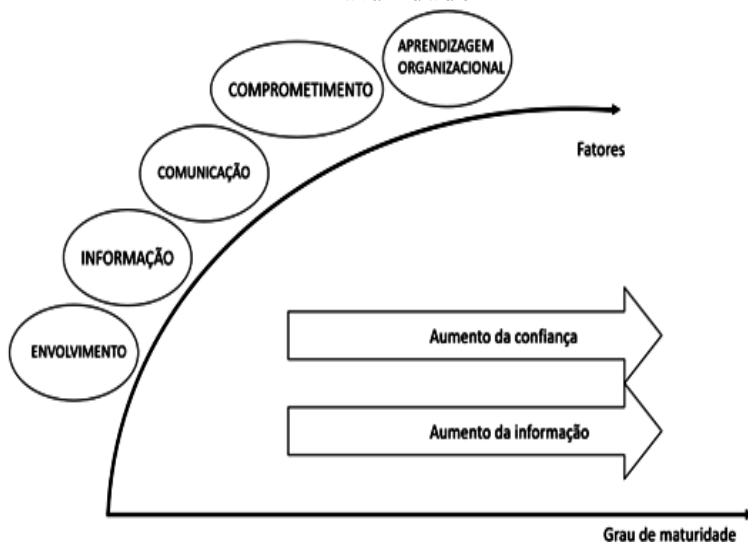 APRENDIZAGEM
ORGANIZACIONAL
COMPROMETIMENTO
Fatores
COMUNICAÇÃO
INFORMAÇÃO
ENVOLVIMENTO
Aumento da confiança
Aumento da informação
Grau de maturidade